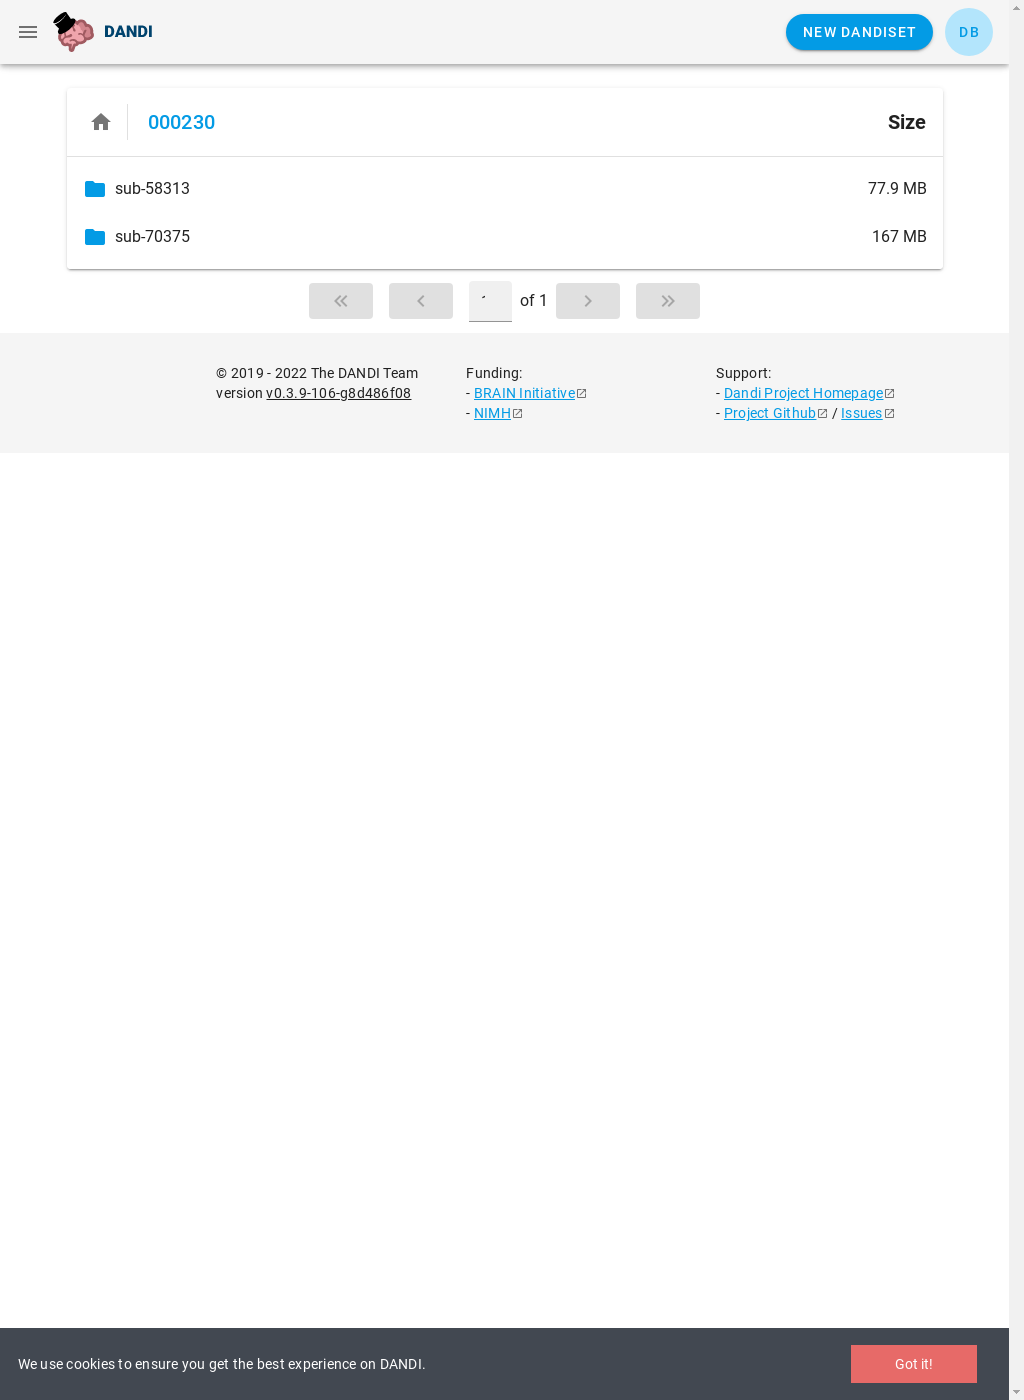 DANDI
NEW DANDISET
DB
000230
Size
sub-58313
77.9 MB
sub-70375
167 MB
of 1
© 2019 - 2022 The DANDI Team
version v0.3.9-106-g8d486f08
Funding:
- BRAIN Initiative
- NIMH
Support:
- Dandi Project Homepage
- Project Github / Issues
We use cookies to ensure you get the best experience on DANDI.
Got it!